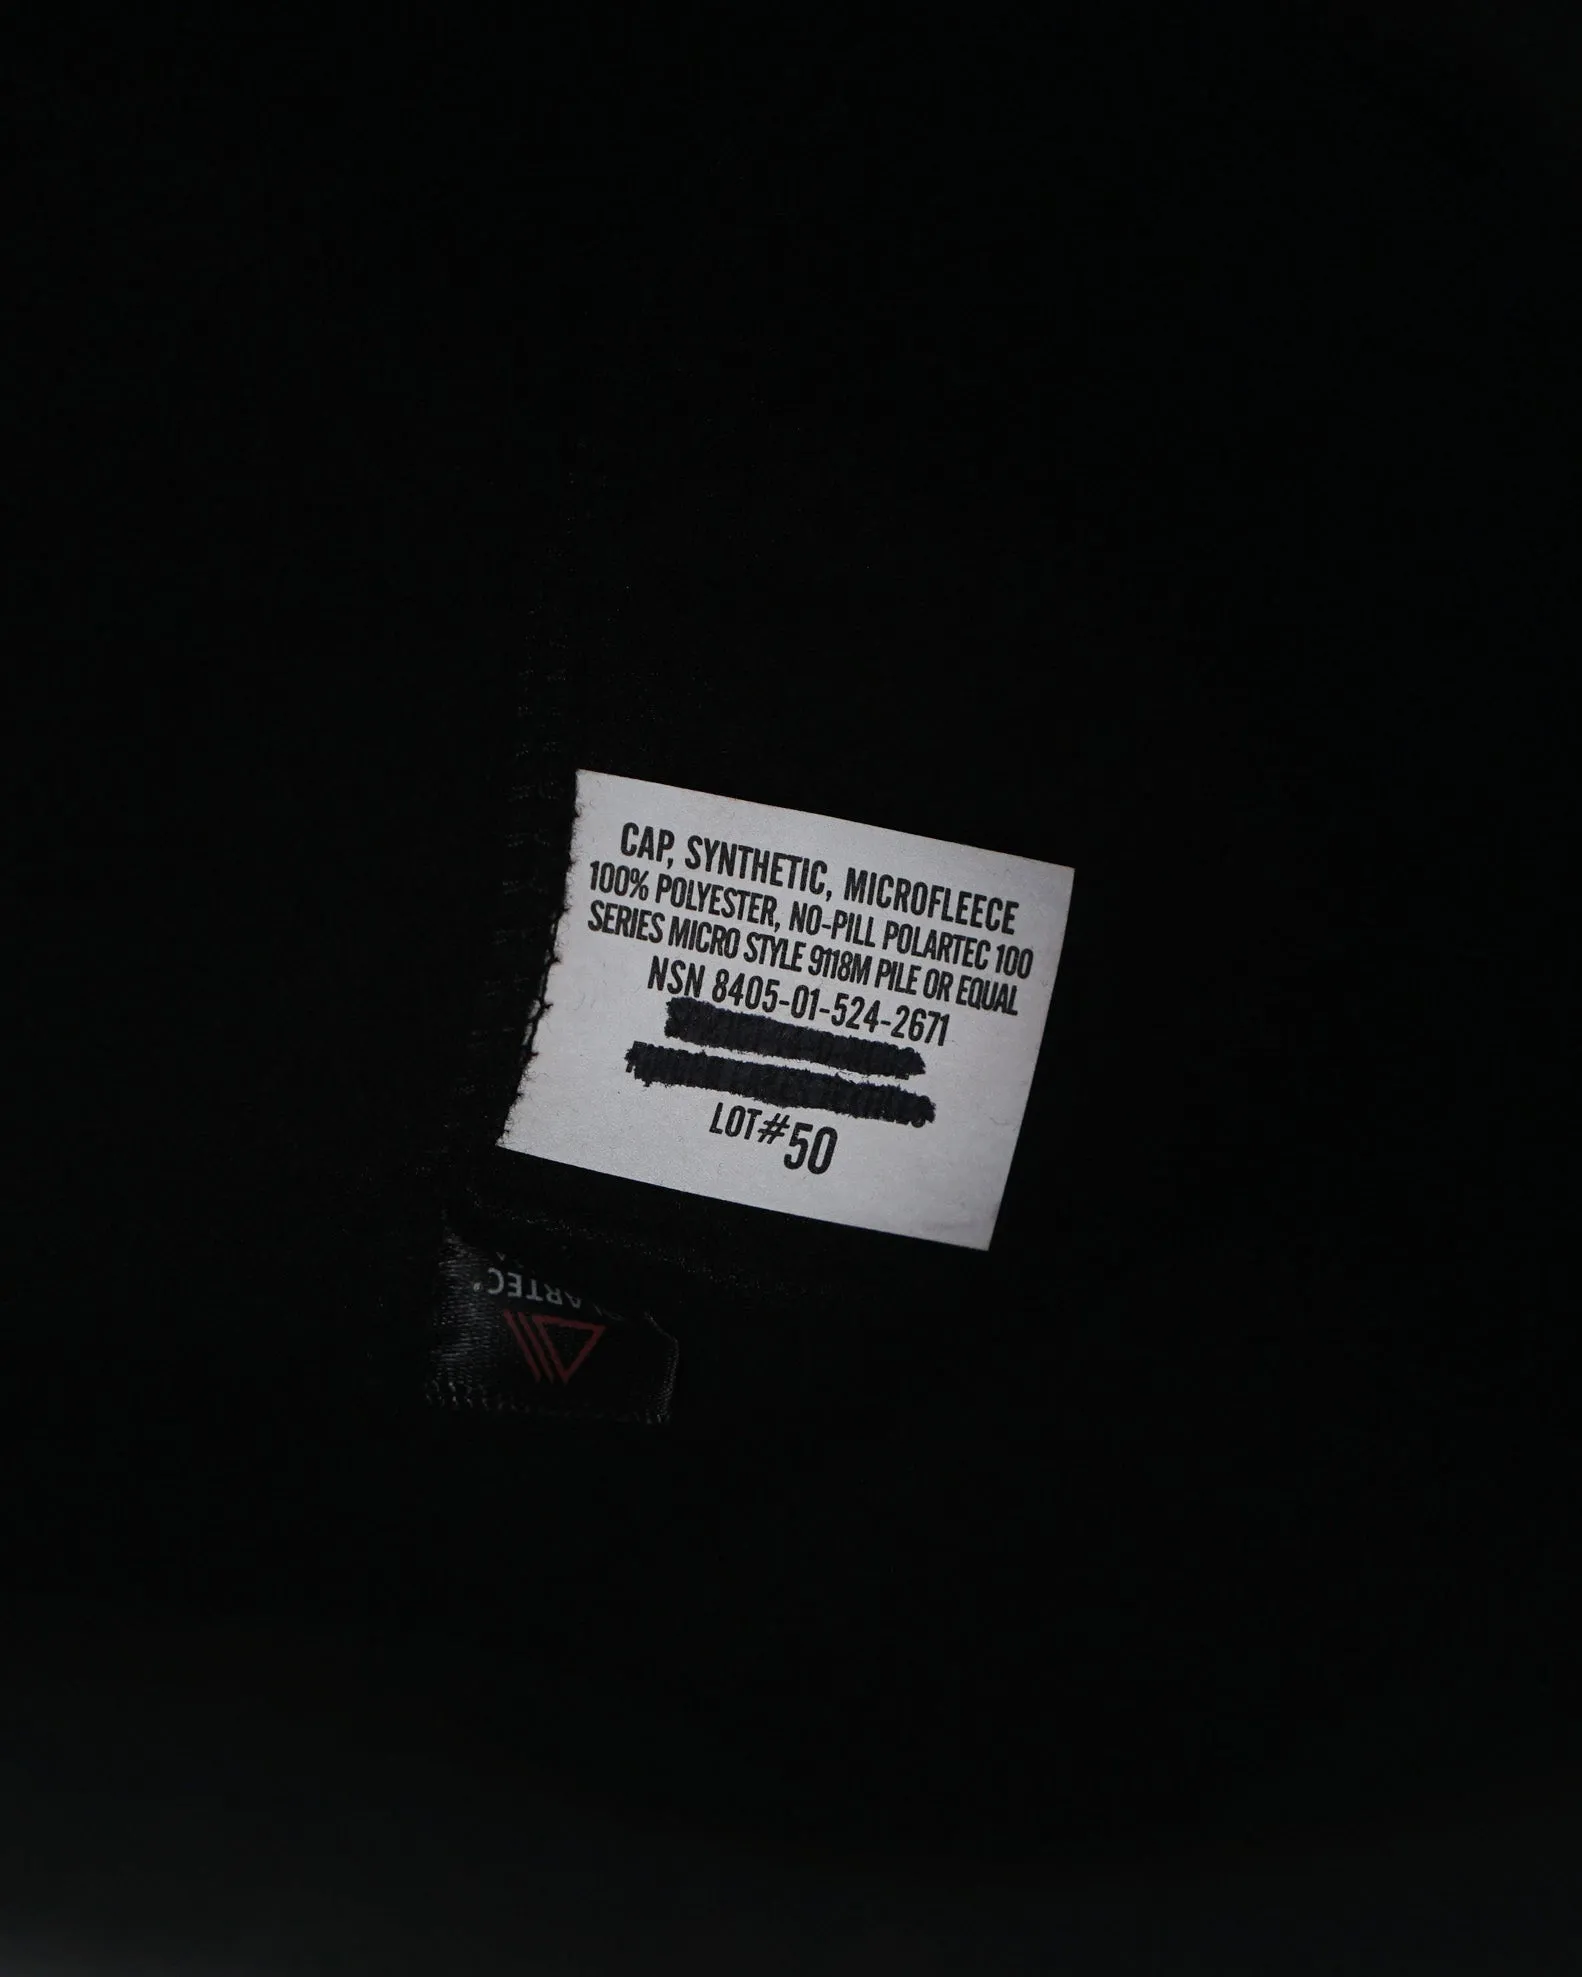 CAP, SYNTHETIC, MICROFLEECE
100% POLYESTER, NO-PILL POLARTEC 100
SERIES MICRO STYLE 9118M PILE OR EQUAL
NSN 8405-01-524-2671
LOT#50